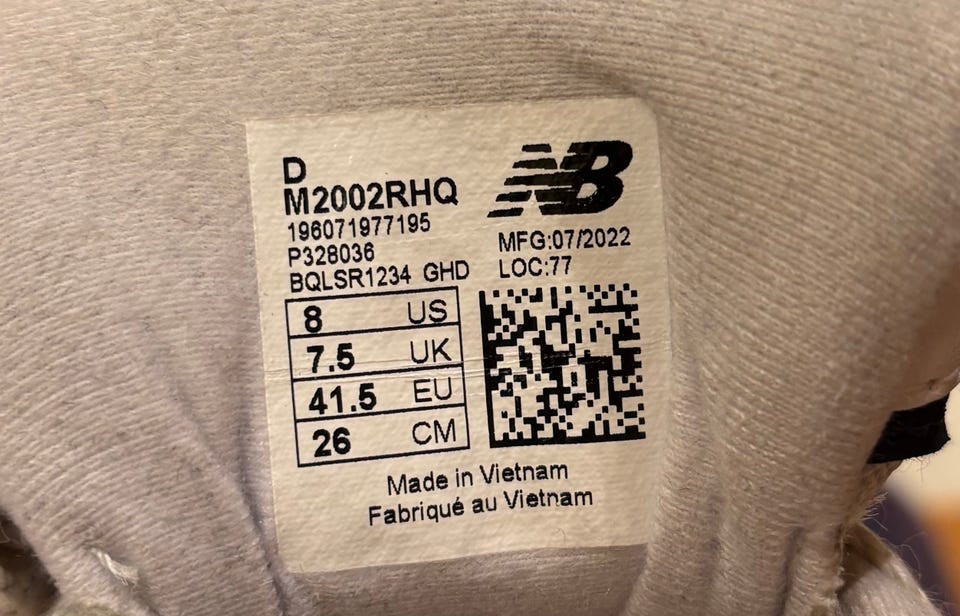 D
M2002RHQ
196071977195
P328036
BQLSR1234 GHD
NB
MFG:07/2022
LOC:77
8 US
7.5 UK
41.5 EU
26 CM
Made in Vietnam
Fabriqué au Vietnam